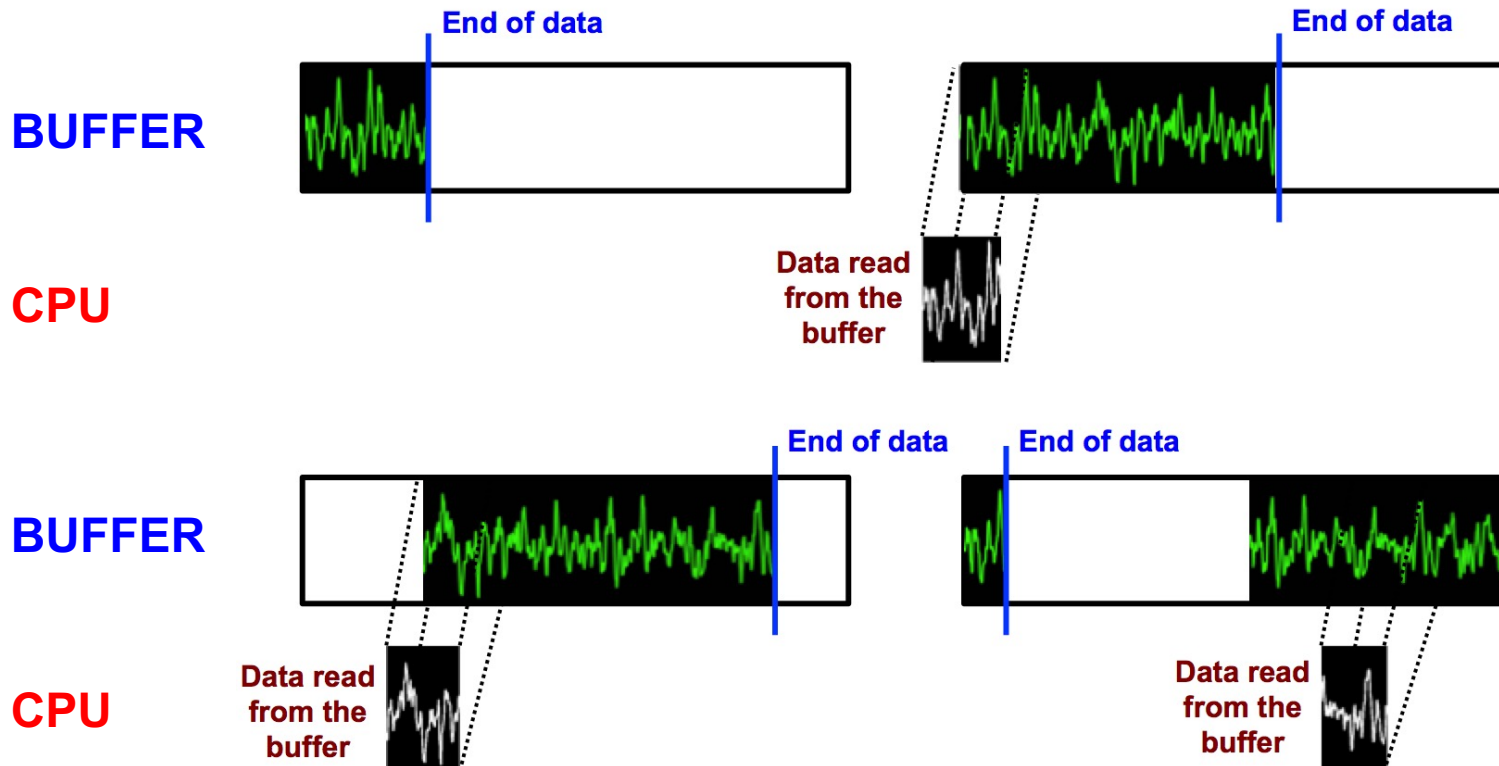 End of data
End of data
BUFFER
Data read
from the
buffer
CPU
End of data
End of data
BUFFER
Data read
from the
buffer
Data read
from the
buffer
CPU